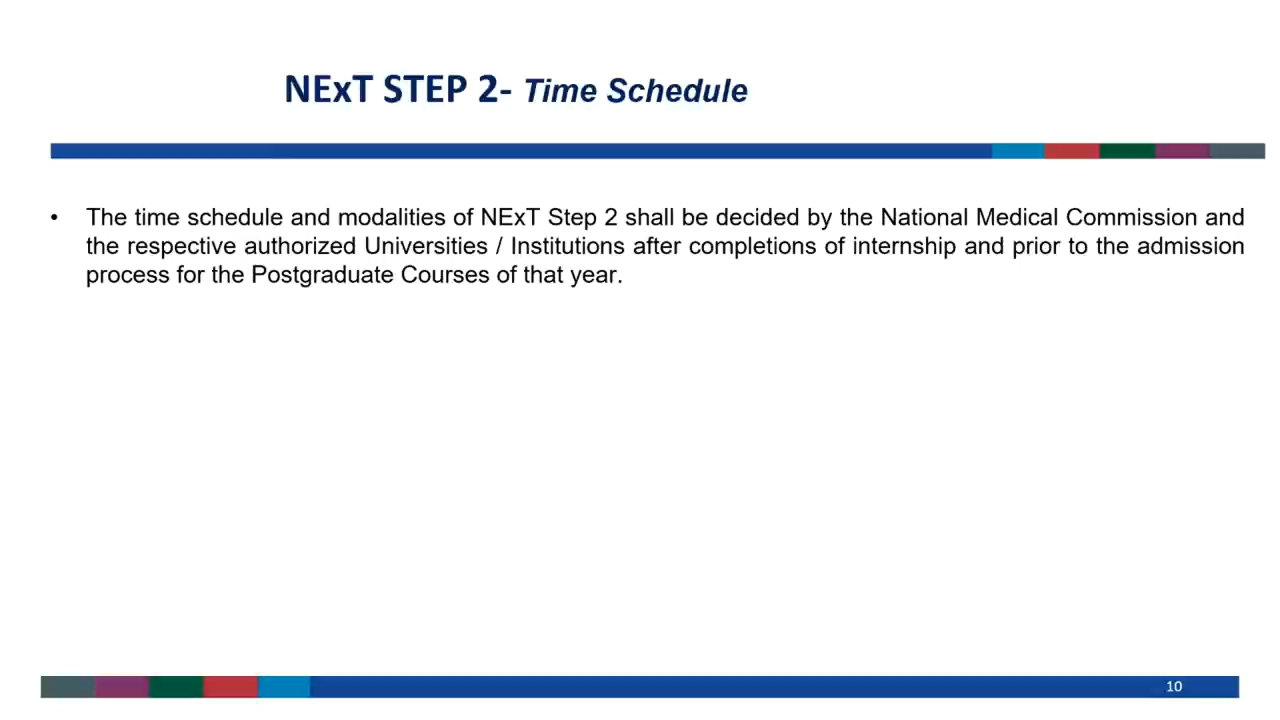 NExT STEP 2- Time Schedule
• The time schedule and modalities of NExT Step 2 shall be decided by the National Medical Commission and
the respective authorized Universities / Institutions after completions of internship and prior to the admission
process for the Postgraduate Courses of that year.
10